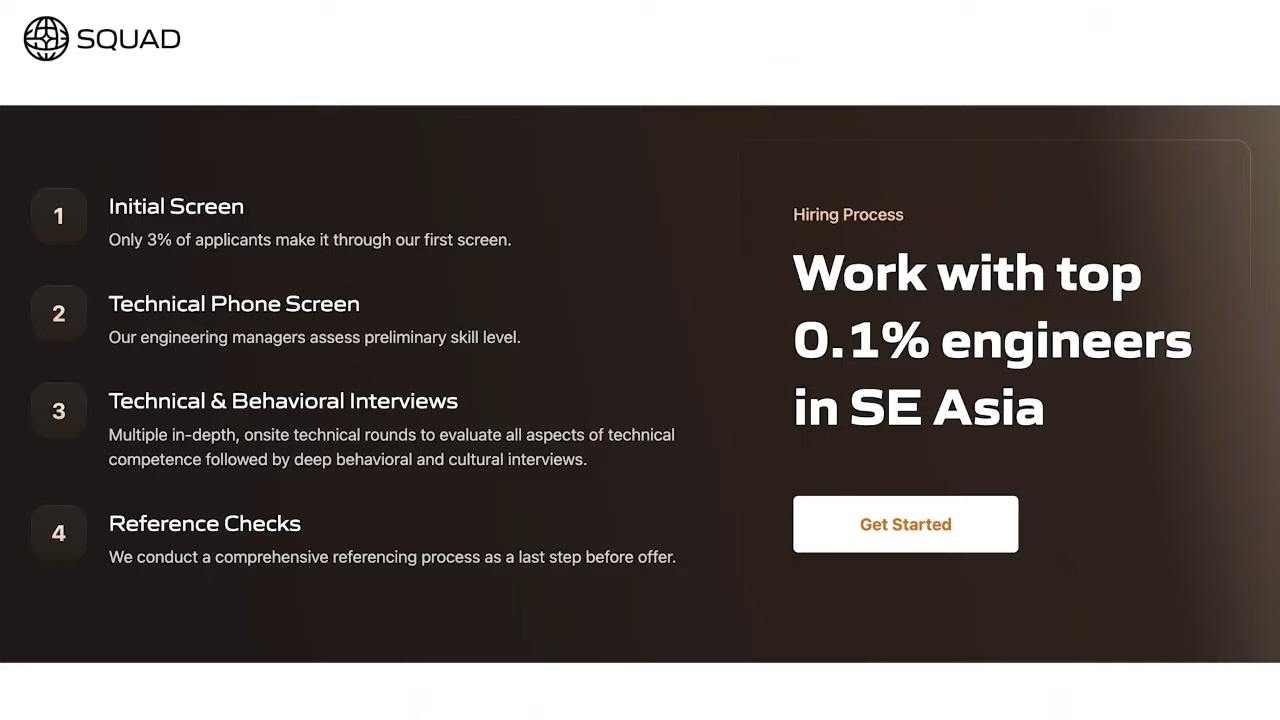 SQUAD
1
Initial Screen
Only 3% of applicants make it through our first screen.
2
Technical Phone Screen
Our engineering managers assess preliminary skill level.
3
Technical & Behavioral Interviews
Multiple in-depth, onsite technical rounds to evaluate all aspects of technical
competence followed by deep behavioral and cultural interviews.
4
Reference Checks
We conduct a comprehensive referencing process as a last step before offer.
Hiring Process
Work with top
0.1% engineers
in SE Asia
Get Started